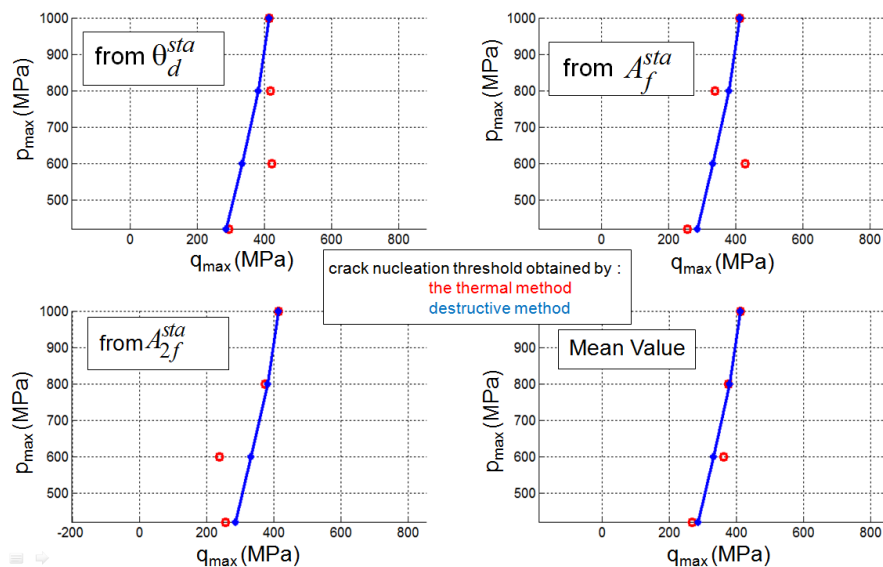 1000
900
800
700
600
500
p_max (MPa)
from θ_d^sta
0 200 400 600 800
q_max (MPa)
1000
900
800
700
600
500
p_max (MPa)
from A_f^sta
0 200 400 600 800
q_max (MPa)
crack nucleation threshold obtained by :
the thermal method
destructive method
1000
900
800
700
600
500
p_max (MPa)
from A_2f^sta
-200 0 200 400 600 800
q_max (MPa)
1000
900
800
700
600
500
p_max (MPa)
Mean Value
0 200 400 600 800
q_max (MPa)